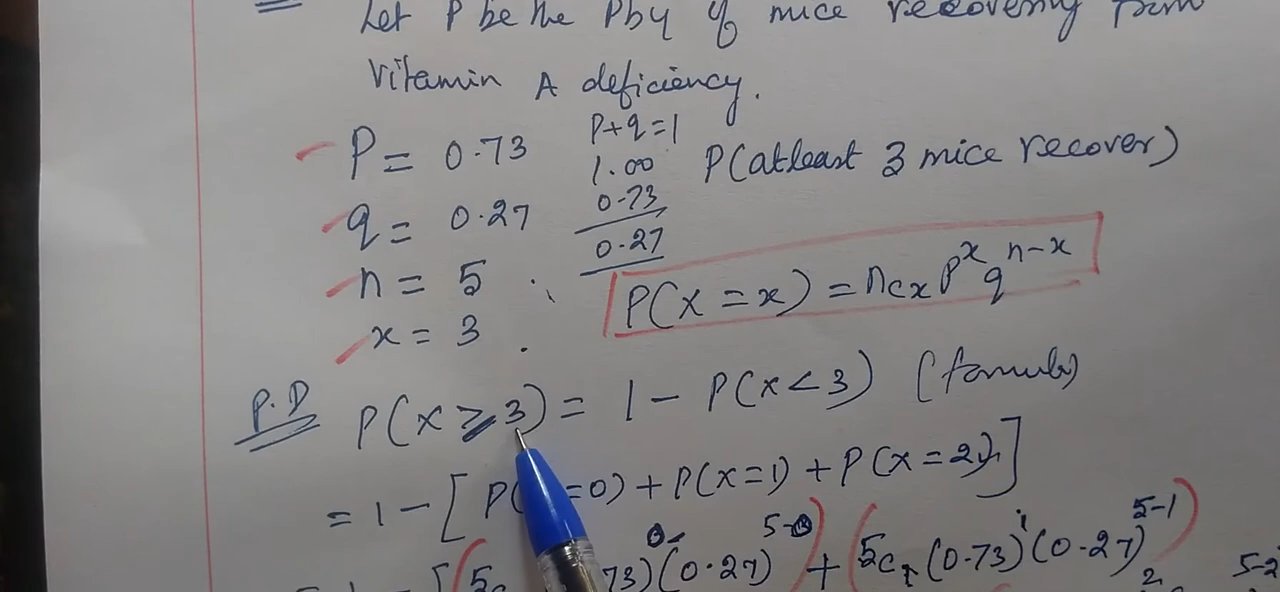 Let P be the Pby of mice recovering from
Vitamin A deficiency.
P = 0.73
P+q=1
1.00
0.73
0.27
P(atleast 3 mice recover)
q = 0.27
n = 5
x = 3
P(X = x) = ncx p^x q^n-x
P.D P(x ≥ 3) = 1 - P(x < 3) (formula)
= 1 - [P( =0) + P(x=1) + P(x=2)]
[(5c 73)^0 (0.27)^5-0) + (5c1 (0.73)^1 (0.27)^5-1)
2 5-2